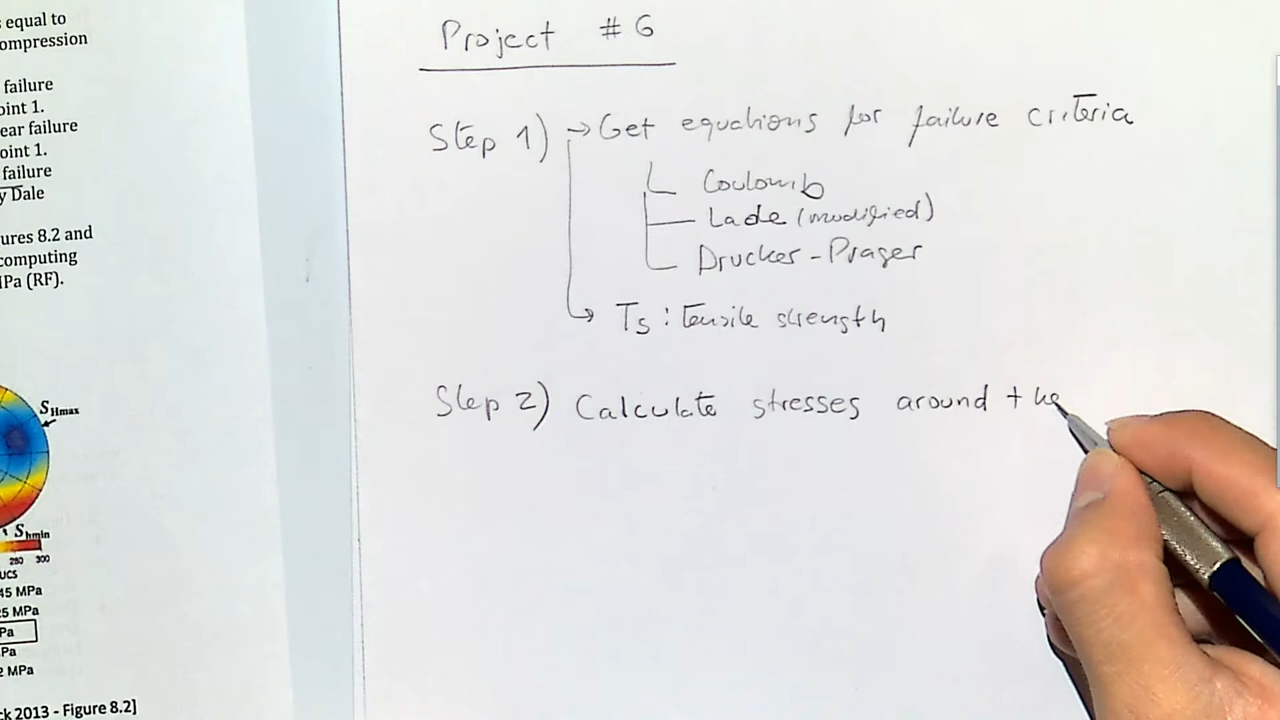 equal to
ompression
failure
oint 1.
ear failure
oint 1.
failure
y Dale
ures 8.2 and
computing
MPa (RF).
SHmax
Shmin
260 300
UCS
45 MPa
25 MPa
Pa
Pa
2 MPa
ck 2013 - Figure 8.2]
Project # 6
Step 1) → Get equations for failure criteria
Coulomb
Lade (modified)
Drucker - Prager
Ts : Tensile strength
Step 2) Calculate stresses around the